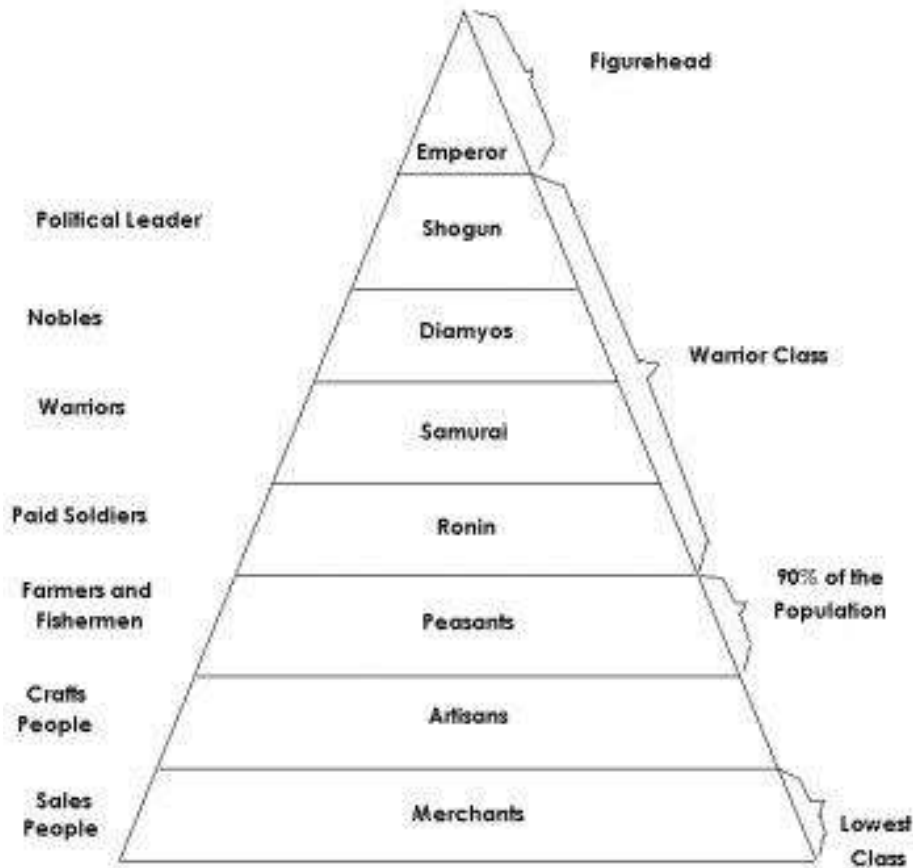 Figurehead
Emperor
Political Leader
Shogun
Nobles
Diamyos
Warrior Class
Warriors
Samurai
Paid Soldiers
Ronin
Farmers and
Fishermen
Peasants
90% of the
Population
Crafts
People
Artisans
Sales
People
Merchants
Lowest
Class